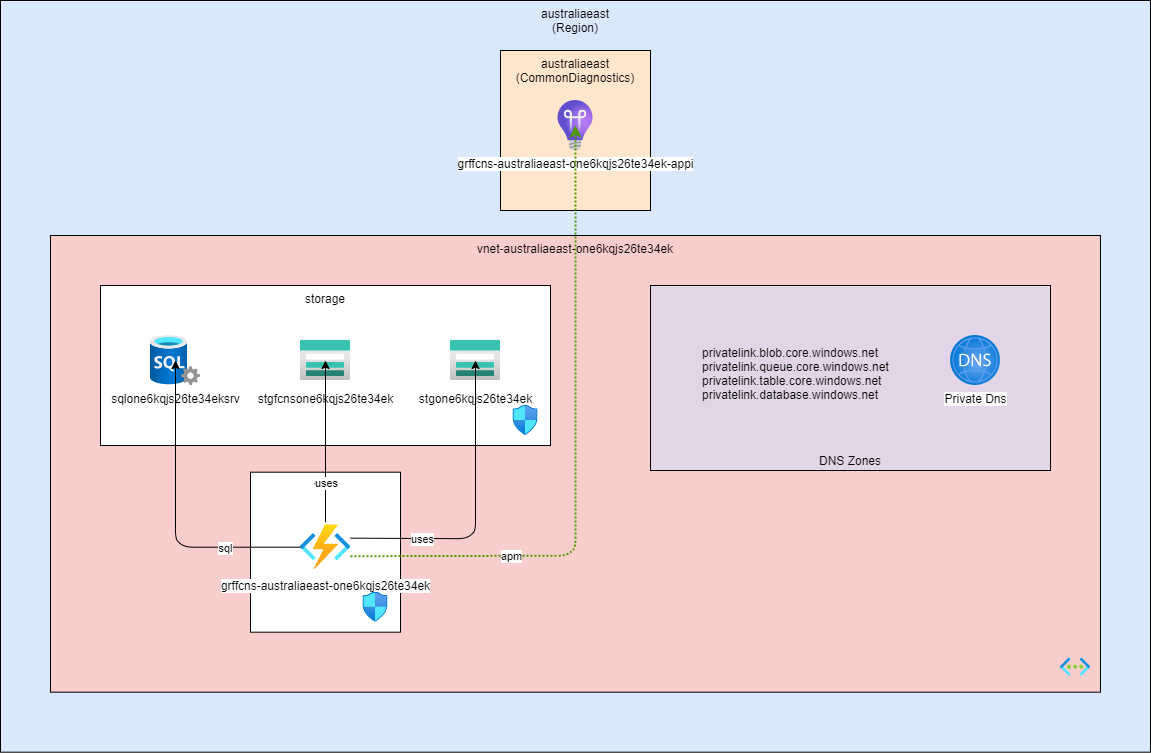 australiaeast
(Region)
australiaeast
(CommonDiagnostics)
grffcns-australiaeast-one6kqjs26te34ek-appi
vnet-australiaeast-one6kqjs26te34ek
storage
SQL
sqlone6kqjs26te34eksrv
stgfcnsone6kqjs26te34ek
stgone6kqjs26te34ek
privatelink.blob.core.windows.net
privatelink.queue.core.windows.net
privatelink.table.core.windows.net
privatelink.database.windows.net
DNS
Private Dns
DNS Zones
uses
sql
uses
apm
grffcns-australiaeast-one6kqjs26te34ek